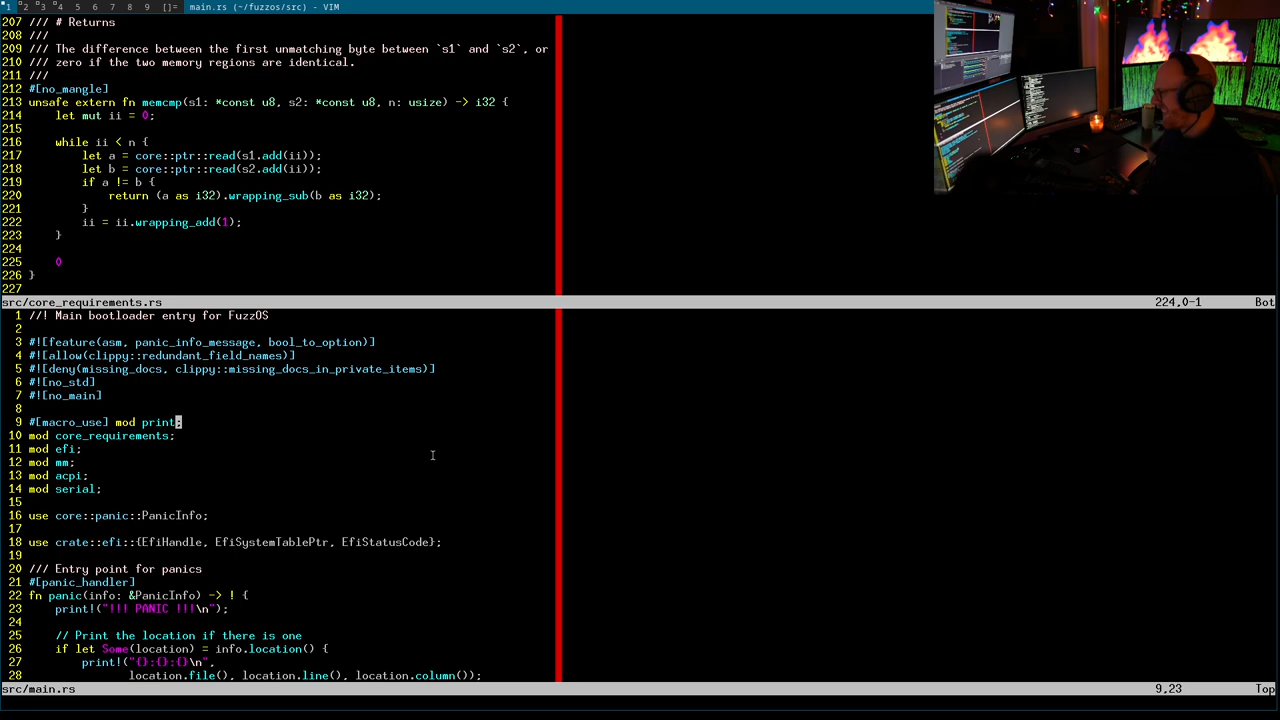 1 2 3 4 5 6 7 8 9 []= main.rs (~/fuzzos/src) - VIM
207 /// # Returns
208 ///
209 /// The difference between the first unmatching byte between `s1` and `s2`, or
210 /// zero if the two memory regions are identical.
211 ///
212 #[no_mangle]
213 unsafe extern fn memcmp(s1: *const u8, s2: *const u8, n: usize) -> i32 {
214     let mut ii = 0;
215
216     while ii < n {
217         let a = core::ptr::read(s1.add(ii));
218         let b = core::ptr::read(s2.add(ii));
219         if a != b {
220             return (a as i32).wrapping_sub(b as i32);
221         }
222         ii = ii.wrapping_add(1);
223     }
224
225     0
226 }
227
src/core_requirements.rs 224,0-1 Bot
1 //! Main bootloader entry for FuzzOS
2
3 #![feature(asm, panic_info_message, bool_to_option)]
4 #![allow(clippy::redundant_field_names)]
5 #![deny(missing_docs, clippy::missing_docs_in_private_items)]
6 #![no_std]
7 #![no_main]
8
9 #[macro_use] mod print;
10 mod core_requirements;
11 mod efi;
12 mod mm;
13 mod acpi;
14 mod serial;
15
16 use core::panic::PanicInfo;
17
18 use crate::efi::{EfiHandle, EfiSystemTablePtr, EfiStatusCode};
19
20 /// Entry point for panics
21 #[panic_handler]
22 fn panic(info: &PanicInfo) -> ! {
23     print!("!!! PANIC !!!\n");
24
25     // Print the location if there is one
26     if let Some(location) = info.location() {
27         print!("{}:{}:{}\n",
28                location.file(), location.line(), location.column());
src/main.rs 9,23 Top